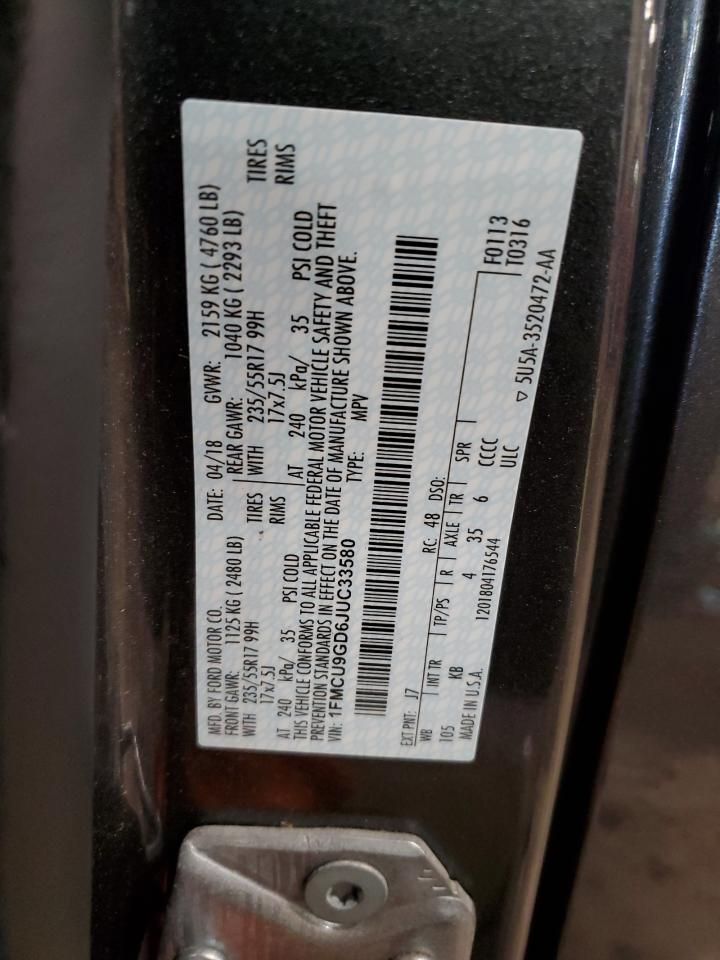 MFD. BY FORD MOTOR CO. DATE: 04/18 GVWR: 2159 KG ( 4760 LB)
FRONT GAWR: 1125 KG ( 2480 LB) REAR GAWR: 1040 KG ( 2293 LB)
WITH 235/55R17 99H TIRES WITH 235/55R17 99H TIRES
17x7.5J RIMS 17x7.5J RIMS
AT 240 kPa/ 35 PSI COLD AT 240 kPa/ 35 PSI COLD
THIS VEHICLE CONFORMS TO ALL APPLICABLE FEDERAL MOTOR VEHICLE SAFETY AND THEFT
PREVENTION STANDARDS IN EFFECT ON THE DATE OF MANUFACTURE SHOWN ABOVE.
VIN: 1FMCU9GD6JUC33580 TYPE: MPV
EXT PNT: J7 RC: 48 DSO: F0113
WB INT TR TP/PS R AXLE TR SPR T0316
105 KB 4 35 6 CCCC
MADE IN U.S.A. 1201804176544 ULC
▽ 5U5A-3520472-AA